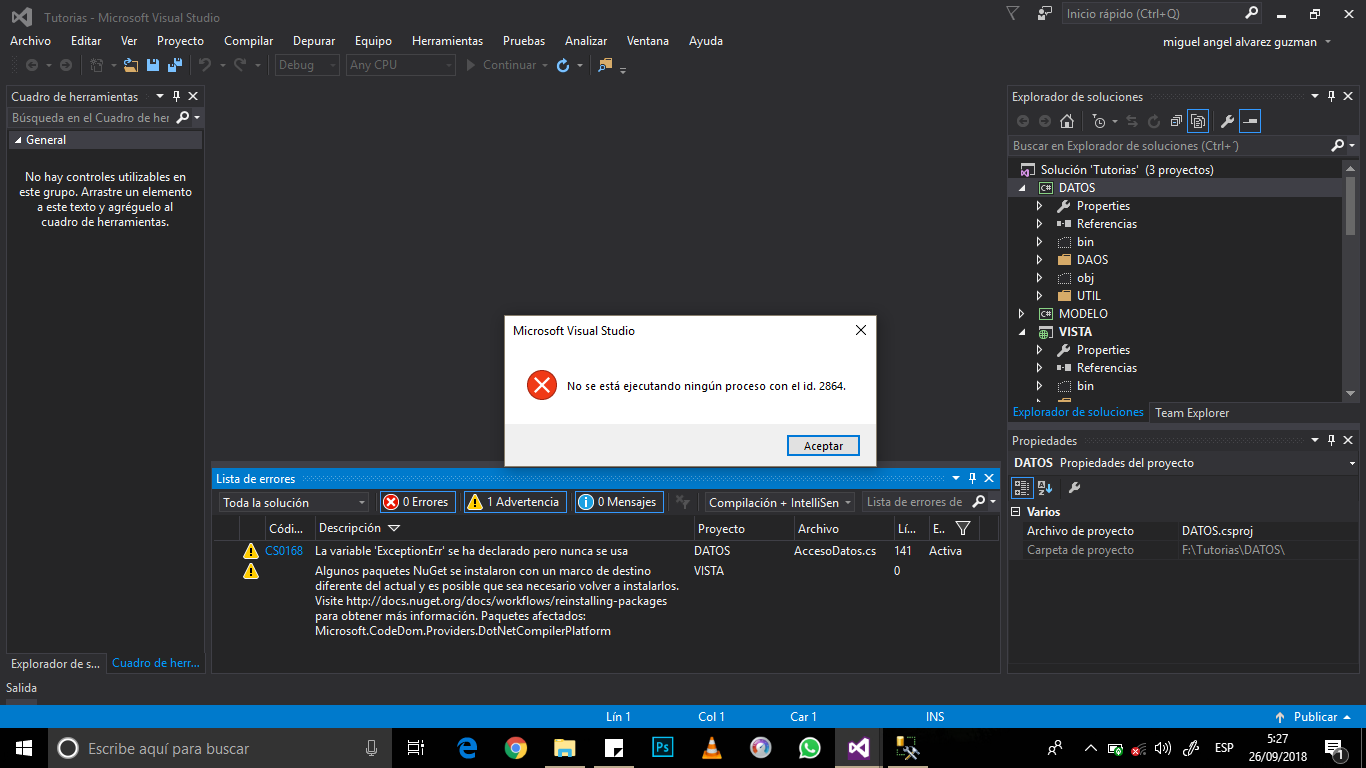 Tutorias - Microsoft Visual Studio
Inicio rápido (Ctrl+Q)
Archivo Editar Ver Proyecto Compilar Depurar Equipo Herramientas Pruebas Analizar Ventana Ayuda
miguel angel alvarez guzman
Debug Any CPU Continuar
Cuadro de herramientas
Búsqueda en el Cuadro de her
General
No hay controles utilizables en
este grupo. Arrastre un elemento
a este texto y agréguelo al
cuadro de herramientas.
Explorador de s... Cuadro de herr...
Salida
Microsoft Visual Studio
No se está ejecutando ningún proceso con el id. 2864.
Aceptar
Lista de errores
Toda la solución 0 Errores 1 Advertencia 0 Mensajes Compilación + IntelliSen Lista de errores de
Códi... Descripción Proyecto Archivo Lí... E..
CS0168 La variable 'ExceptionErr' se ha declarado pero nunca se usa DATOS AccesoDatos.cs 141 Activa
Algunos paquetes NuGet se instalaron con un marco de destino VISTA 0
diferente del actual y es posible que sea necesario volver a instalarlos.
Visite http://docs.nuget.org/docs/workflows/reinstalling-packages
para obtener más información. Paquetes afectados:
Microsoft.CodeDom.Providers.DotNetCompilerPlatform
Explorador de soluciones
Buscar en Explorador de soluciones (Ctrl+´)
Solución 'Tutorias' (3 proyectos)
C# DATOS
Properties
Referencias
bin
DAOS
obj
UTIL
C# MODELO
VISTA
Properties
Referencias
bin
Explorador de soluciones Team Explorer
Propiedades
DATOS Propiedades del proyecto
Varios
Archivo de proyecto DATOS.csproj
Carpeta de proyecto F:\Tutorias\DATOS\
Lín 1 Col 1 Car 1 INS Publicar
Escribe aquí para buscar
Ps
ESP
5:27
26/09/2018
1